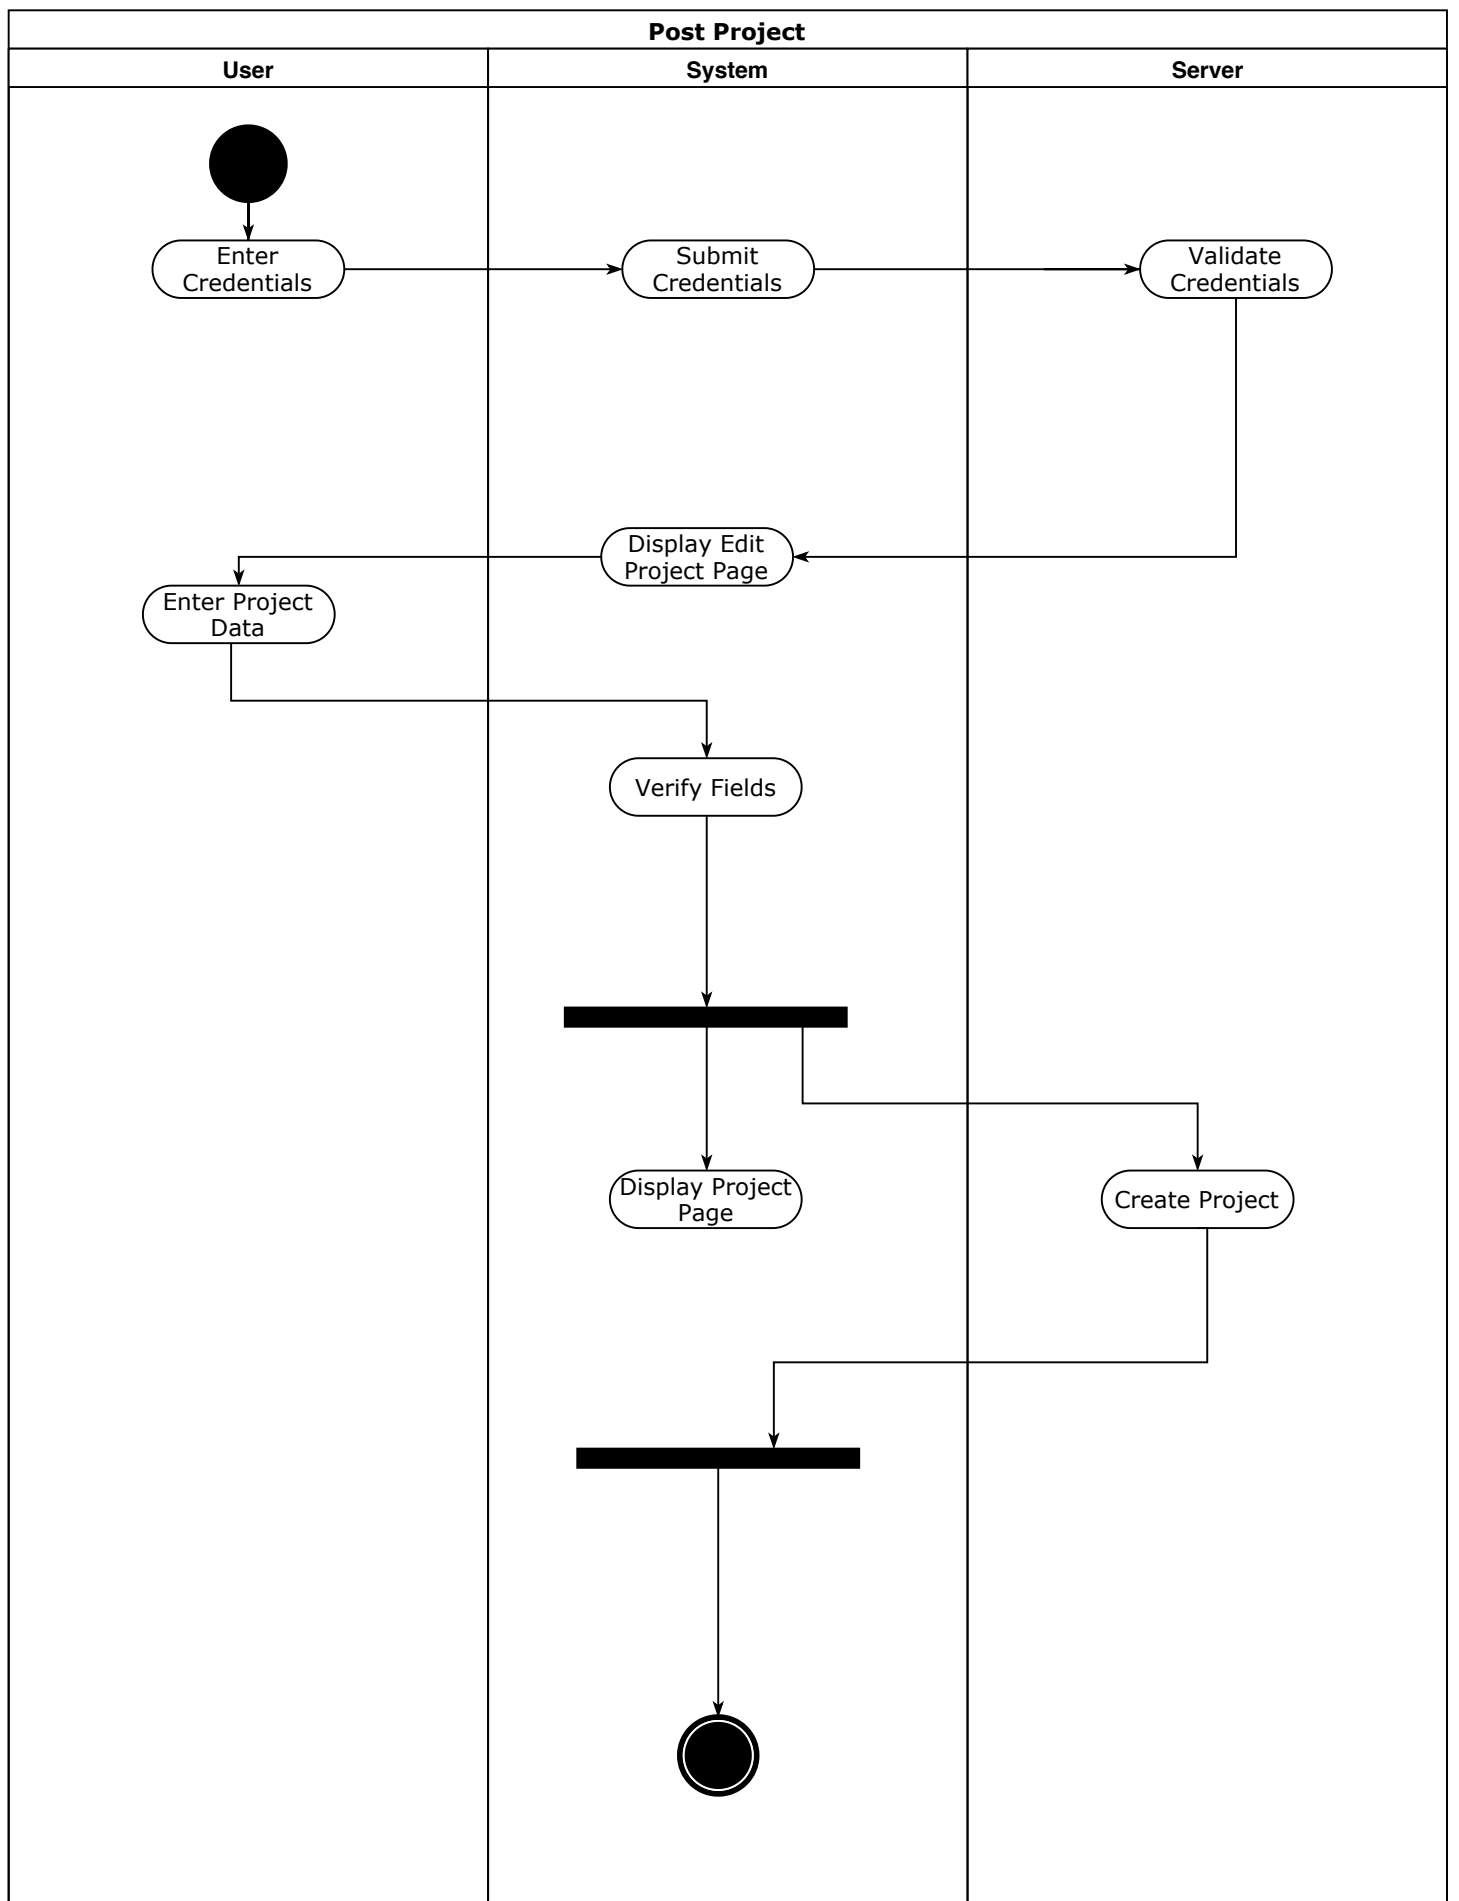 Post Project
User
System
Server
Enter
Credentials
Submit
Credentials
Validate
Credentials
Display Edit
Project Page
Enter Project
Data
Verify Fields
Display Project
Page
Create Project